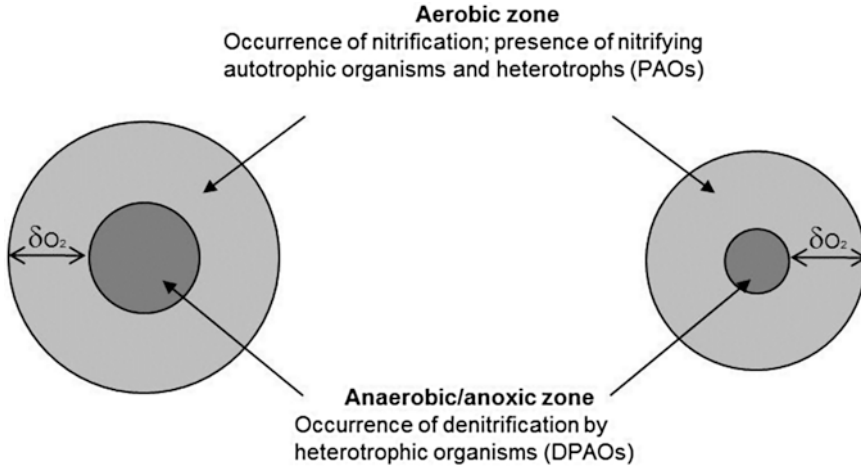 Aerobic zone
Occurrence of nitrification; presence of nitrifying
autotrophic organisms and heterotrophs (PAOs)
δO₂
δO₂
Anaerobic/anoxic zone
Occurrence of denitrification by
heterotrophic organisms (DPAOs)